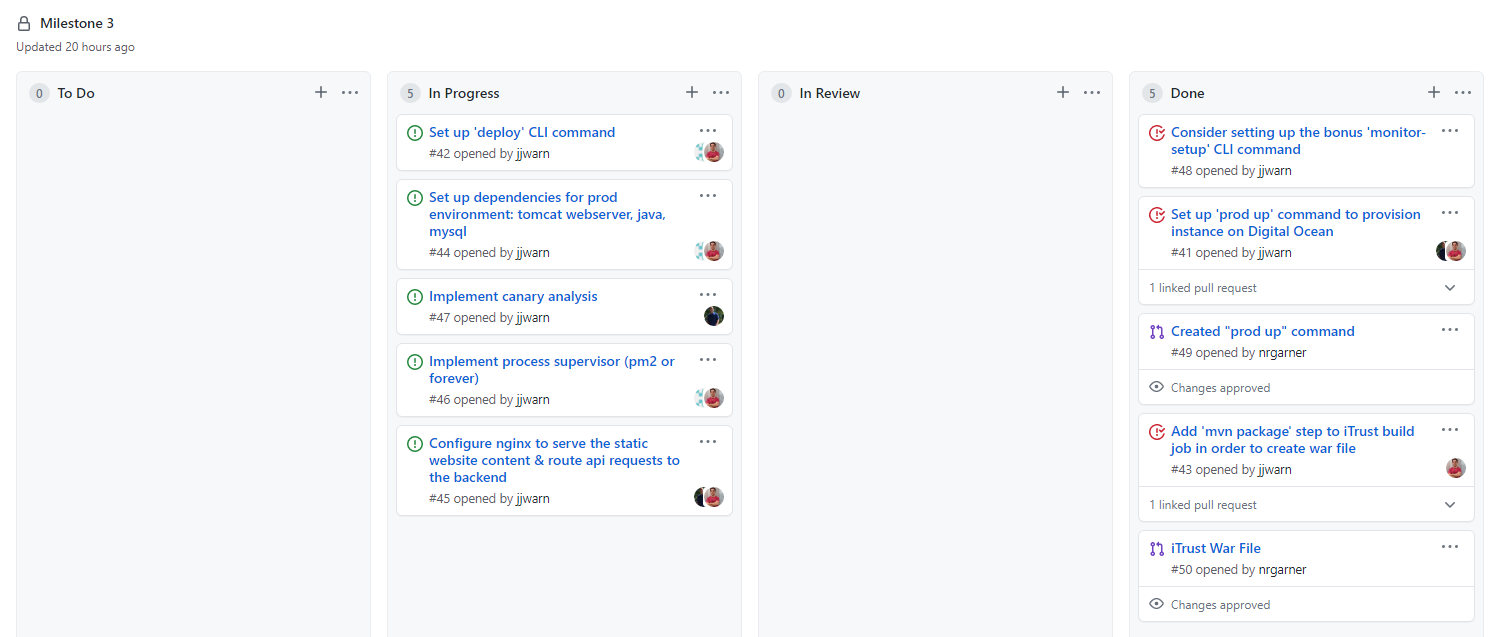 Milestone 3
Updated 20 hours ago
0 To Do
5 In Progress
Set up 'deploy' CLI command
#42 opened by jjwarn
Set up dependencies for prod
environment: tomcat webserver, java,
mysql
#44 opened by jjwarn
Implement canary analysis
#47 opened by jjwarn
Implement process supervisor (pm2 or
forever)
#46 opened by jjwarn
Configure nginx to serve the static
website content & route api requests to
the backend
#45 opened by jjwarn
0 In Review
5 Done
Consider setting up the bonus 'monitor-
setup' CLI command
#48 opened by jjwarn
Set up 'prod up' command to provision
instance on Digital Ocean
#41 opened by jjwarn
1 linked pull request
Created "prod up" command
#49 opened by nrgarner
Changes approved
Add 'mvn package' step to iTrust build
job in order to create war file
#43 opened by jjwarn
1 linked pull request
iTrust War File
#50 opened by nrgarner
Changes approved